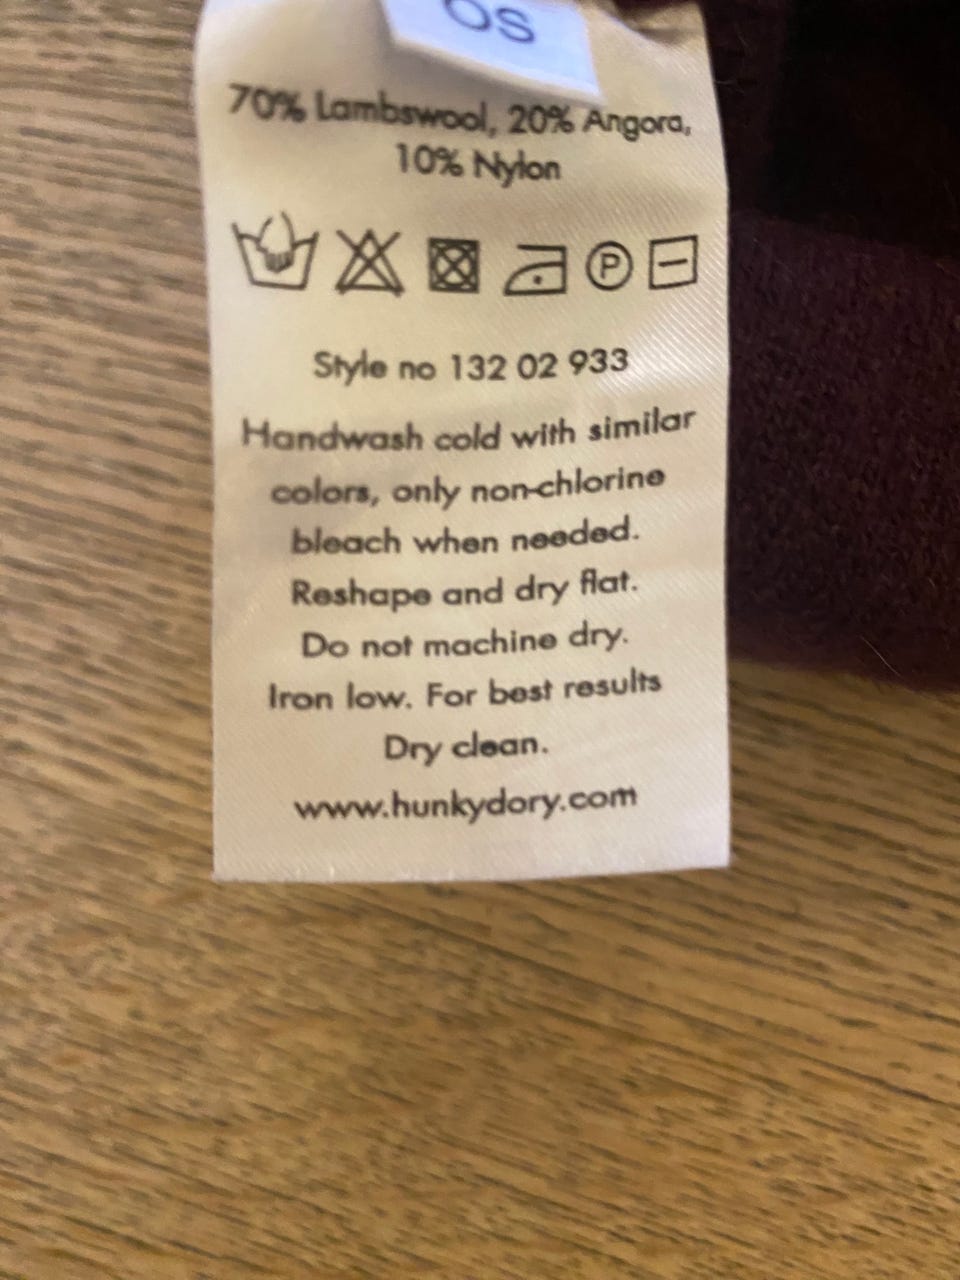 OS
70% Lambswool, 20% Angora,
10% Nylon
P
Style no 132 02 933
Handwash cold with similar
colors, only non-chlorine
bleach when needed.
Reshape and dry flat.
Do not machine dry.
Iron low. For best results
Dry clean.
www.hunkydory.com